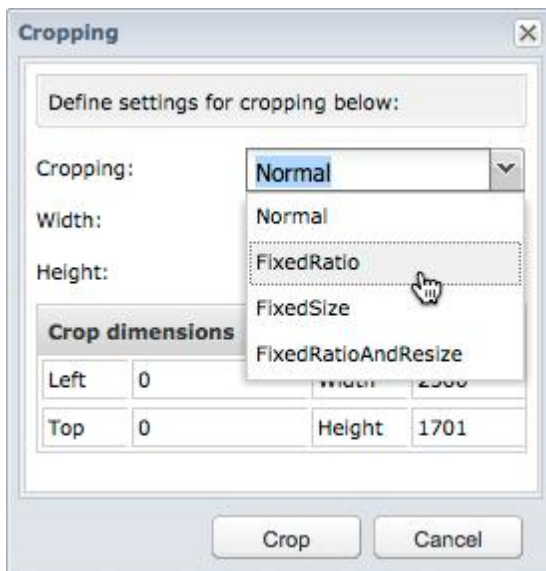 Cropping
Define settings for cropping below:
Cropping:
Normal
Width:
Normal
Height:
FixedRatio
FixedSize
FixedRatioAndResize
Crop dimensions
Left 0 Width
Top 0 Height 1701
Crop Cancel